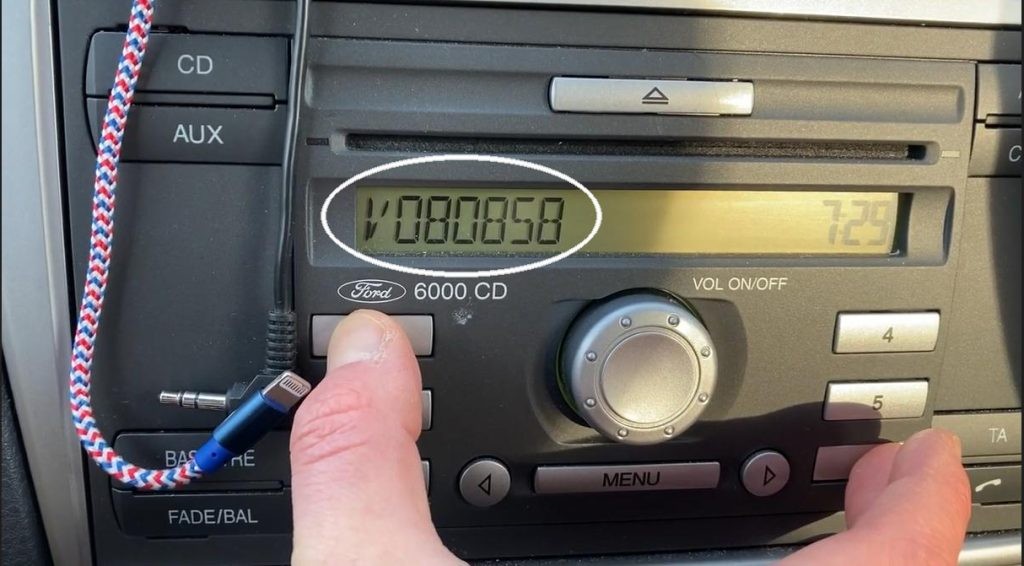 CD
AUX
V080858
7:29
Ford 6000 CD
VOL ON/OFF
4
5
MENU
TA
FADE/BAL